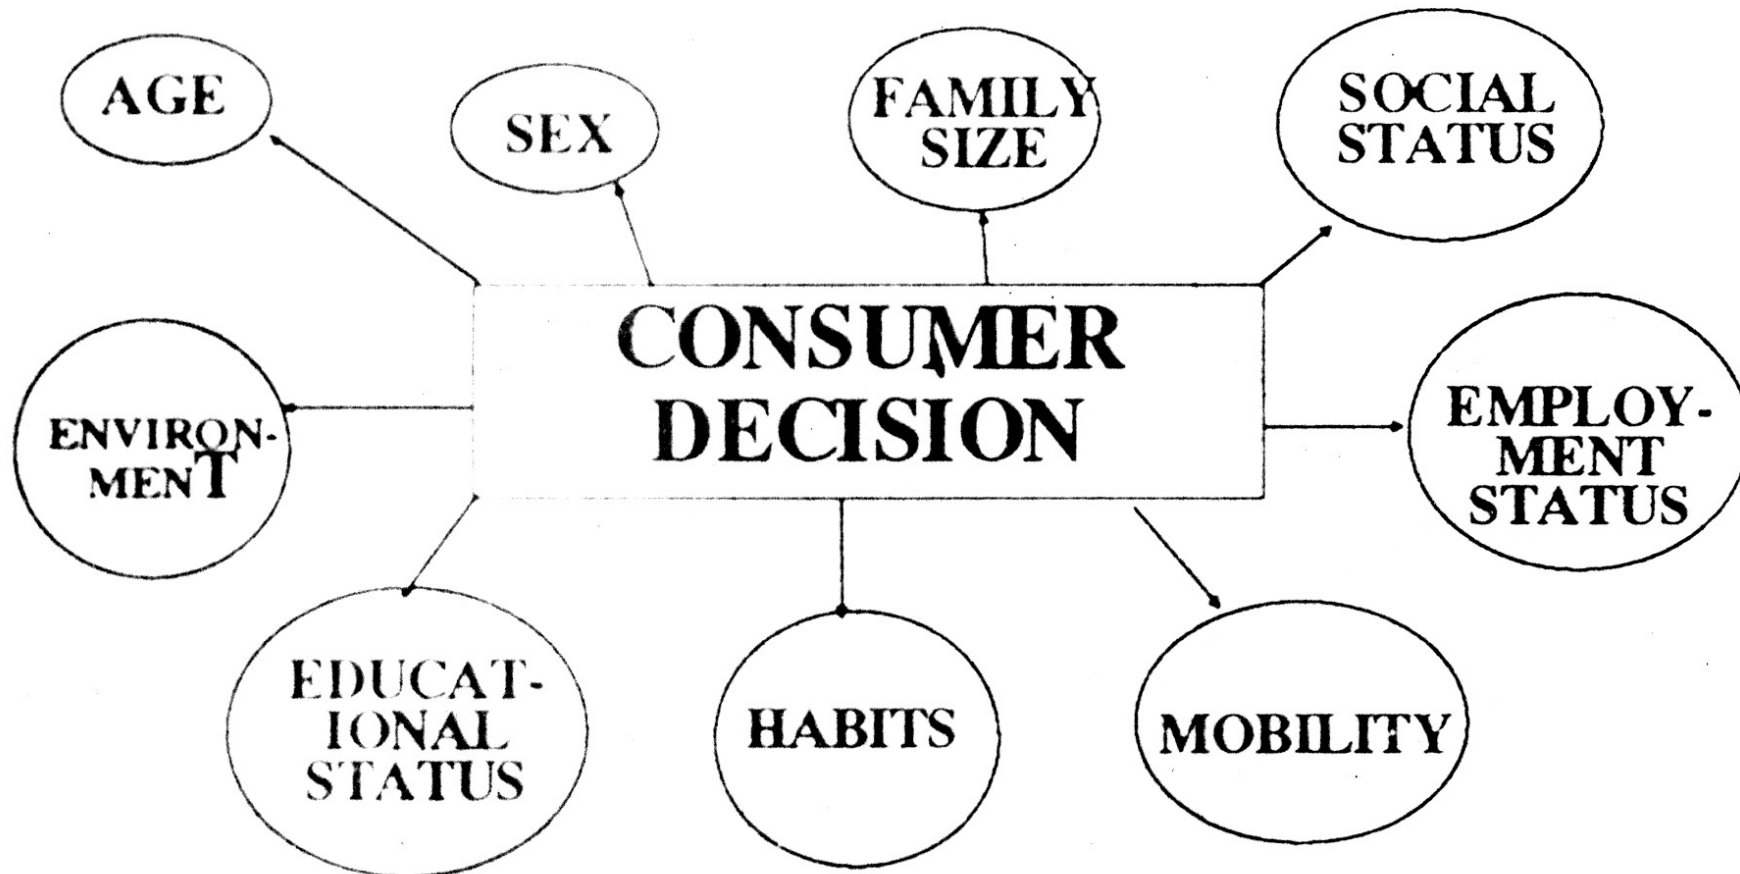 AGE
SEX
FAMILY
SIZE
SOCIAL
STATUS
CONSUMER
DECISION
ENVIRON-
MENT
EMPLOY-
MENT
STATUS
EDUCAT-
IONAL
STATUS
HABITS
MOBILITY